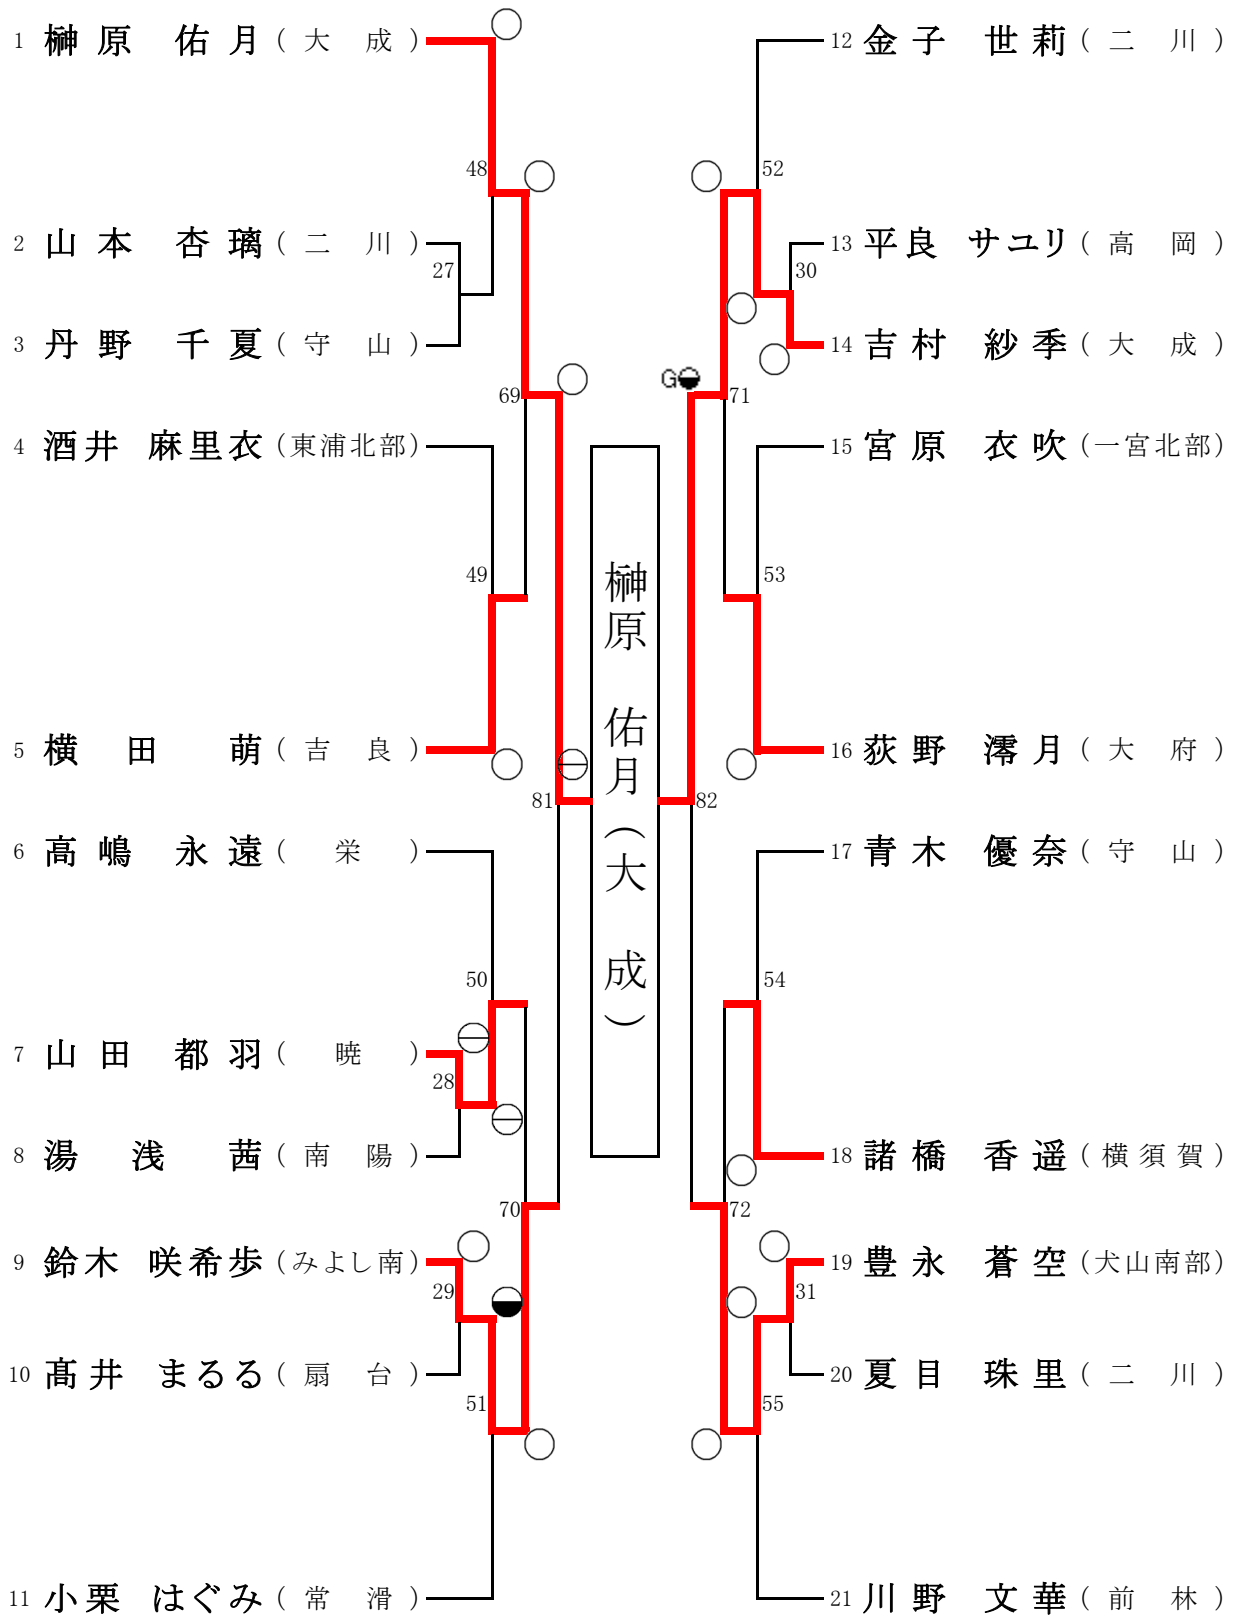 1 榊原 佑月 (大 成)
48
2 山本 杏璃 (二 川)
27
3 丹野 千夏 (守 山)
69
4 酒井 麻里衣 (東浦北部)
49
5 横田 萌 (吉 良)
81
6 高嶋 永遠 (栄)
50
7 山田 都羽 (暁)
28
8 湯浅 茜 (南 陽)
70
9 鈴木 咲希歩 (みよし南)
29
10 髙井 まるる (扇 台)
51
11 小栗 はぐみ (常 滑)
榊原 佑月(大 成)
12 金子 世莉 (二 川)
52
13 平良 サユリ (高 岡)
30
14 吉村 紗季 (大 成)
G
71
15 宮原 衣吹 (一宮北部)
53
16 荻野 澪月 (大 府)
82
17 青木 優奈 (守 山)
54
18 諸橋 香遥 (横須賀)
72
19 豊永 蒼空 (犬山南部)
31
20 夏目 珠里 (二 川)
55
21 川野 文華 (前 林)